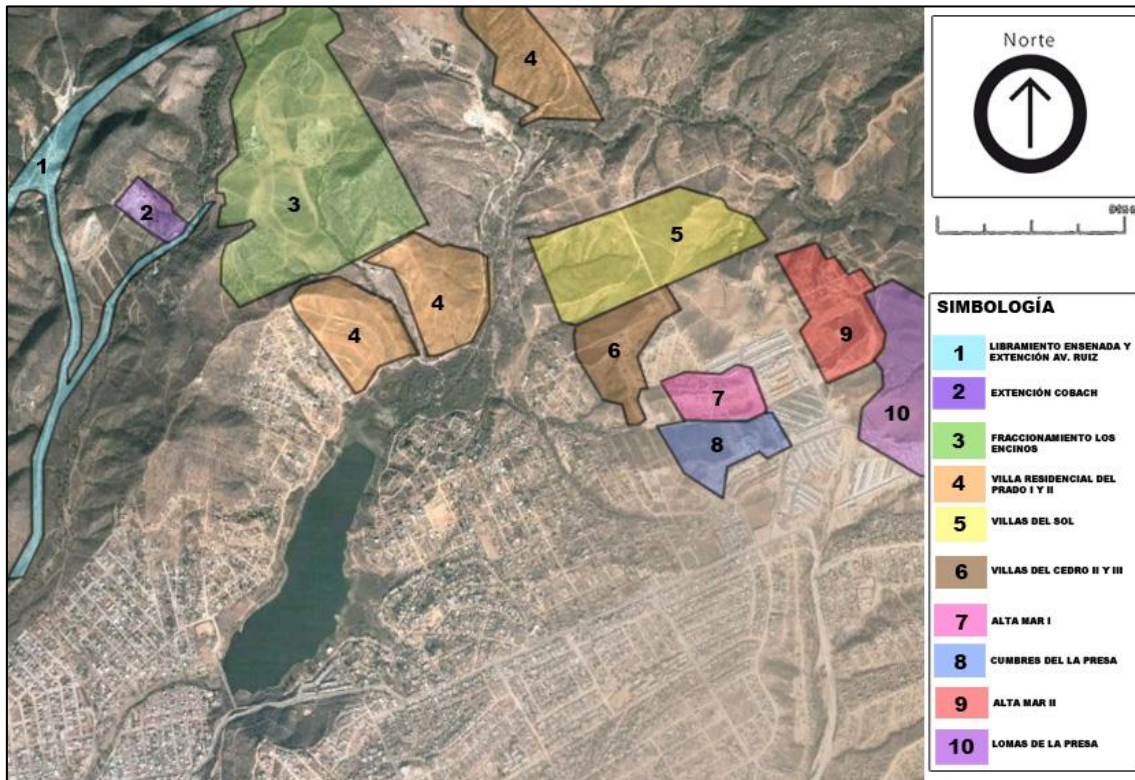 4
1
2
3
5
4
4
6
9
7
10
8
Norte
SIMBOLOGÍA
1 LIBRAMIENTO ENSENADA Y
EXTENCIÓN AV. RUIZ
2 EXTENCIÓN COBACH
3 FRACCIONAMIENTO LOS
ENCINOS
4 VILLA RESIDENCIAL DEL
PRADO I Y II
5 VILLAS DEL SOL
6 VILLAS DEL CEDRO II Y III
7 ALTA MAR I
8 CUMBRES DEL LA PRESA
9 ALTA MAR II
10 LOMAS DE LA PRESA